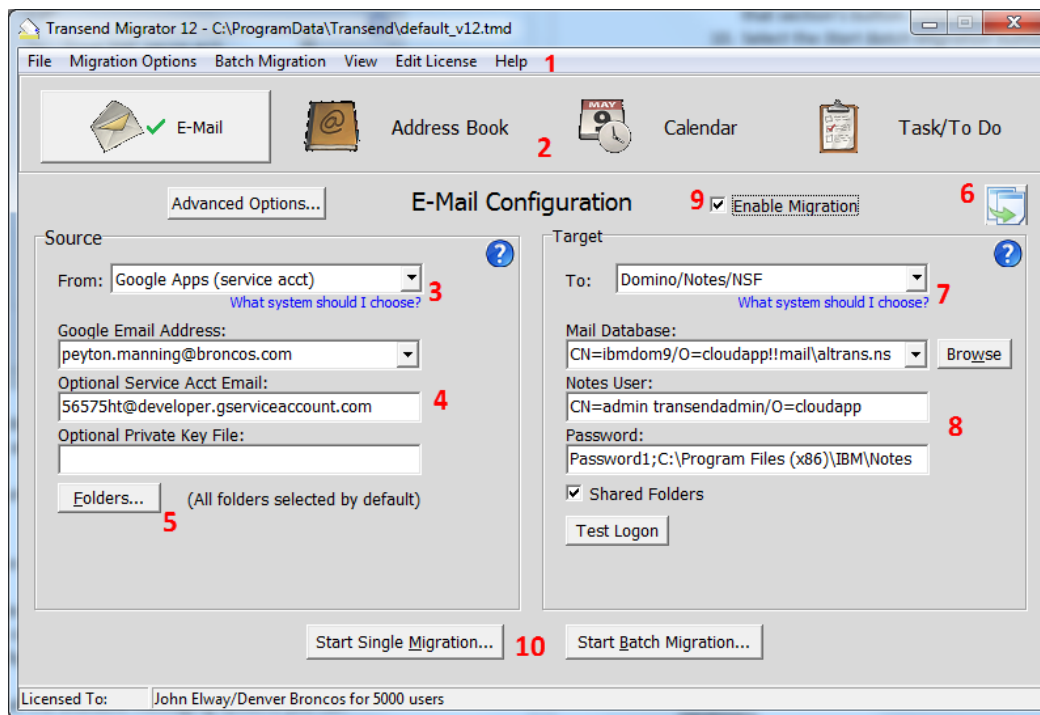 Transend Migrator 12 - C:\ProgramData\Transend\default_v12.tmd
File Migration Options Batch Migration View Edit License Help 1
E-Mail Address Book 2 MAY 9 Calendar Task/To Do
Advanced Options... E-Mail Configuration 9 Enable Migration 6
Source Target
From: Google Apps (service acct) 3 To: Domino/Notes/NSF 7
What system should I choose? What system should I choose?
Google Email Address: Mail Database:
peyton.manning@broncos.com CN=ibmdom9/O=cloudapp!!mail\altrans.ns Browse
Optional Service Acct Email: Notes User:
56575ht@developer.gserviceaccount.com 4 CN=admin transendadmin/O=cloudapp
Optional Private Key File: Password: 8
Password1;C:\Program Files (x86)\IBM\Notes
Folders... (All folders selected by default) Shared Folders
5 Test Logon
Start Single Migration... 10 Start Batch Migration...
Licensed To: John Elway/Denver Broncos for 5000 users